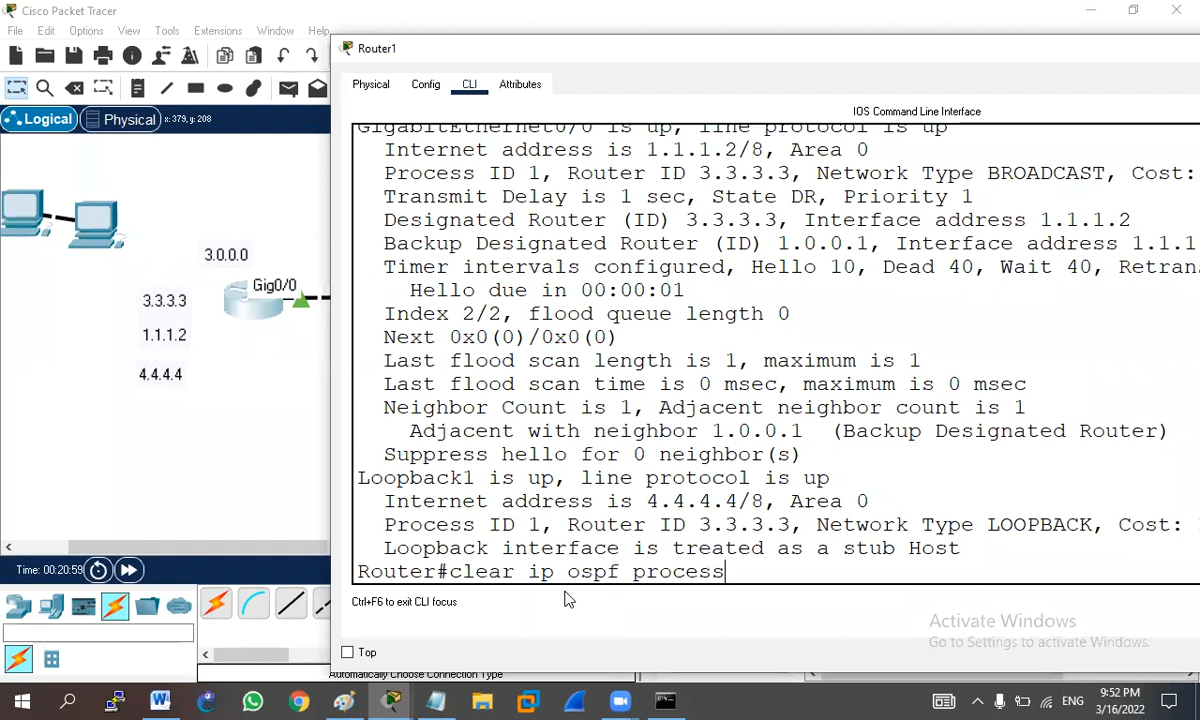 Cisco Packet Tracer
File Edit Options View Tools Extensions Window Help
Logical Physical x: 379, y: 208
3.0.0.0
Gig0/0
3.3.3.3
1.1.1.2
4.4.4.4
Time: 00:20:59
Router1
Physical Config CLI Attributes
IOS Command Line Interface
GigabitEthernet0/0 is up, line protocol is up
Internet address is 1.1.1.2/8, Area 0
Process ID 1, Router ID 3.3.3.3, Network Type BROADCAST, Cost:
Transmit Delay is 1 sec, State DR, Priority 1
Designated Router (ID) 3.3.3.3, Interface address 1.1.1.2
Backup Designated Router (ID) 1.0.0.1, Interface address 1.1.1
Timer intervals configured, Hello 10, Dead 40, Wait 40, Retran
Hello due in 00:00:01
Index 2/2, flood queue length 0
Next 0x0(0)/0x0(0)
Last flood scan length is 1, maximum is 1
Last flood scan time is 0 msec, maximum is 0 msec
Neighbor Count is 1, Adjacent neighbor count is 1
Adjacent with neighbor 1.0.0.1 (Backup Designated Router)
Suppress hello for 0 neighbor(s)
Loopback1 is up, line protocol is up
Internet address is 4.4.4.4/8, Area 0
Process ID 1, Router ID 3.3.3.3, Network Type LOOPBACK, Cost:
Loopback interface is treated as a stub Host
Router#clear ip ospf process
Ctrl+F6 to exit CLI focus
Top
Activate Windows
Go to Settings to activate Windows.
Automatically Choose Connection Type
ENG
9:52 PM
3/16/2022